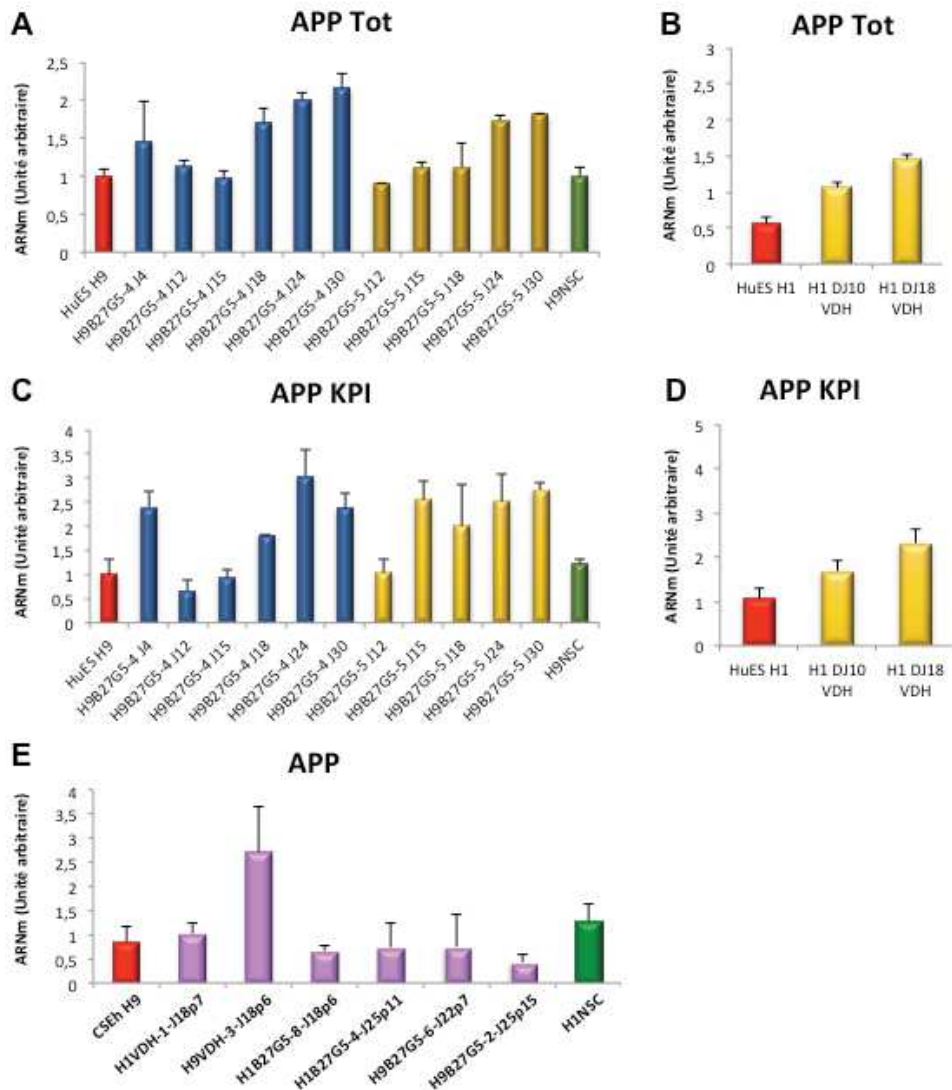 A
APP Tot
ARNm (Unité arbitraire)
2,5
2
1,5
1
0,5
0
HuES H9
H9B27G5-4 J4
H9B27G5-4 J12
H9B27G5-4 J15
H9B27G5-4 J18
H9B27G5-4 J24
H9B27G5-4 J30
H9B27G5-5 J12
H9B27G5-5 J15
H9B27G5-5 J18
H9B27G5-5 J24
H9B27G5-5 J30
H9NSC
B
APP Tot
ARNm (Unité arbitraire)
3
2,5
2
1,5
1
0,5
0
HuES H1
H1 DJ10
VDH
H1 DJ18
VDH
C
APP KPI
ARNm (Unité arbitraire)
4
3,5
3
2,5
2
1,5
1
0,5
0
HuES H9
H9B27G5-4 J4
H9B27G5-4 J12
H9B27G5-4 J15
H9B27G5-4 J18
H9B27G5-4 J24
H9B27G5-4 J30
H9B27G5-5 J12
H9B27G5-5 J15
H9B27G5-5 J18
H9B27G5-5 J24
H9B27G5-5 J30
H9NSC
D
APP KPI
ARNm (Unité arbitraire)
5
4
3
2
1
0
HuES H1
H1 DJ10
VDH
H1 DJ18
VDH
E
APP
ARNm (Unité arbitraire)
4
3,5
3
2,5
2
1,5
1
0,5
0
CSEh H9
H1VDH-1-J18p7
H9VDH-3-J18p6
H1B27G5-8-J18p6
H1B27G5-4-J25p11
H9B27G5-6-J22p7
H9B27G5-2-J25p15
H1NSC